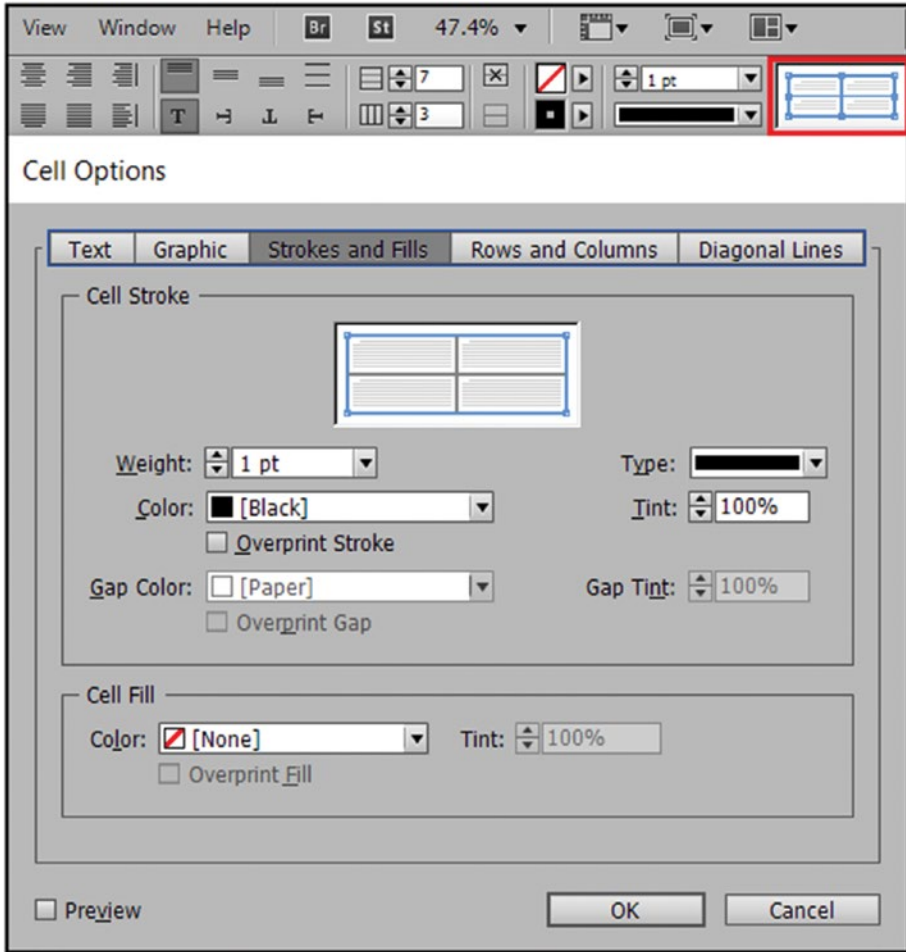 View Window Help Br St 47.4%
7 1 pt
T 3
Cell Options
Text Graphic Strokes and Fills Rows and Columns Diagonal Lines
Cell Stroke
Weight: 1 pt Type:
Color: [Black] Tint: 100%
Overprint Stroke
Gap Color: [Paper] Gap Tint: 100%
Overprint Gap
Cell Fill
Color: [None] Tint: 100%
Overprint Fill
Preview OK Cancel